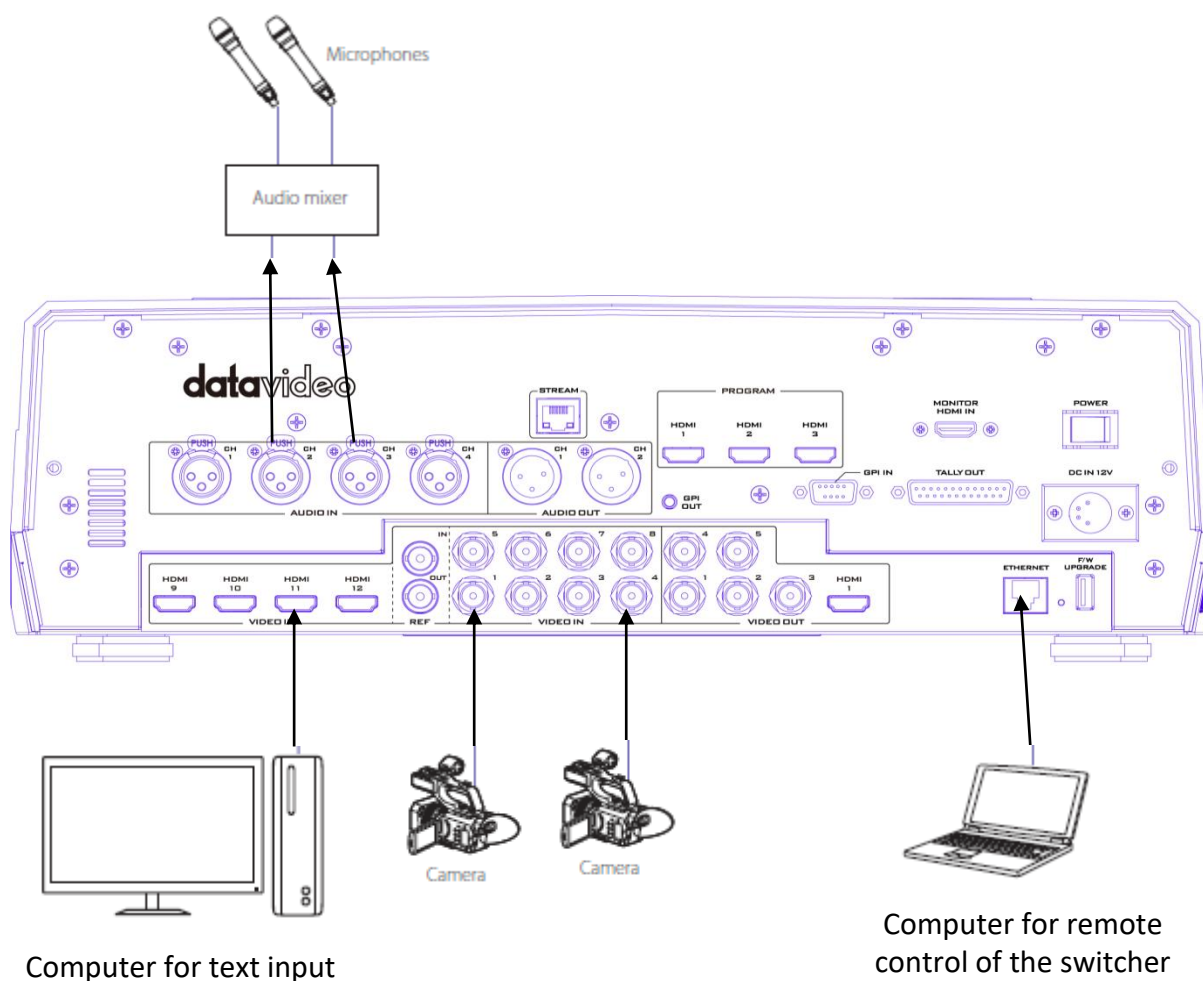 Microphones
Audio mixer
datavideo
STREAM
PROGRAM
HDMI 1
HDMI 2
HDMI 3
MONITOR
HDMI IN
POWER
PUSH
CH 1
PUSH
CH 2
PUSH
CH 3
PUSH
CH 4
AUDIO IN
CH 1
CH 2
AUDIO OUT
GPI OUT
GPI IN
TALLY OUT
DC IN 12V
HDMI 9
HDMI 10
HDMI 11
HDMI 12
IN
OUT
REF
5
6
7
8
1
2
3
4
VIDEO IN
4
5
1
2
3
HDMI 1
VIDEO OUT
ETHERNET
F/W
UPGRADE
Camera
Camera
Computer for text input
Computer for remote
control of the switcher